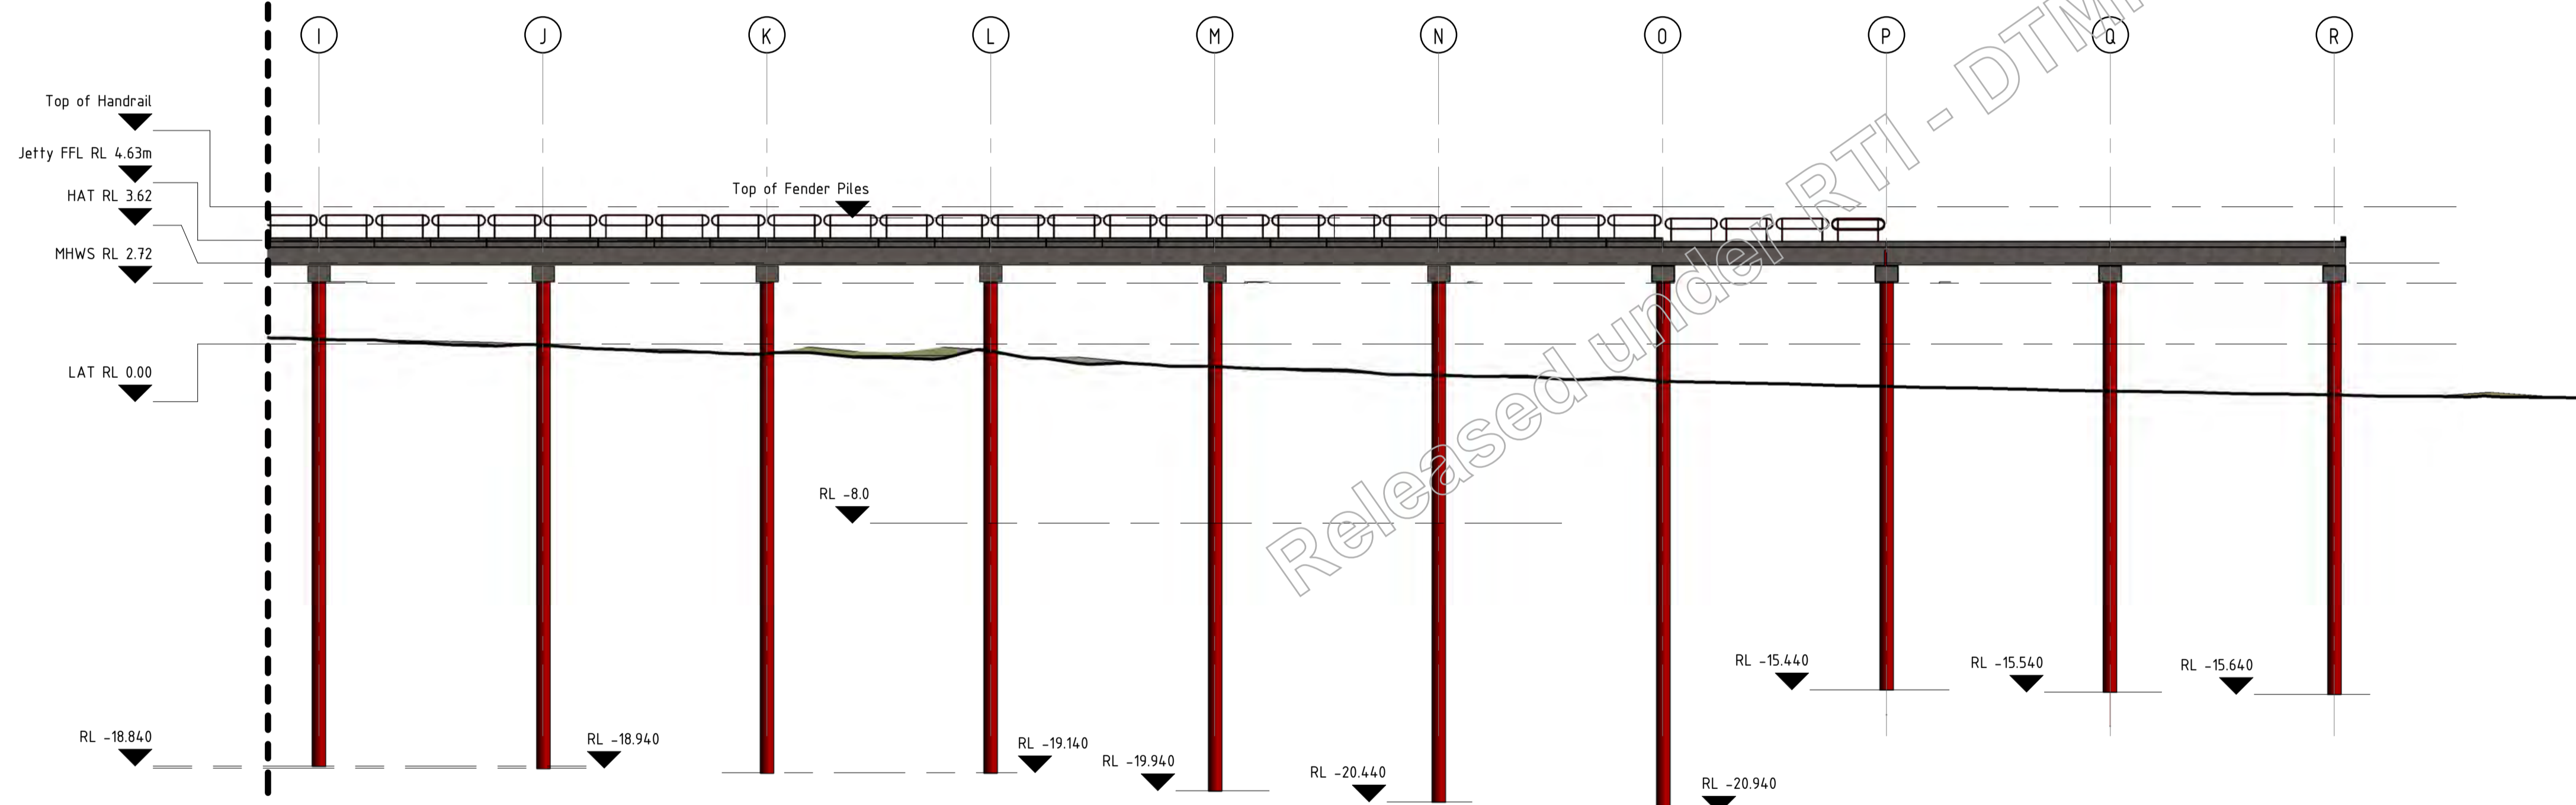 I J K L M N O P Q R
Top of Handrail
Jetty FFL RL 4.63m
HAT RL 3.62
Top of Fender Piles
MHWS RL 2.72
LAT RL 0.00
RL -8.0
Released under RTI - DTMR
RL -15.440
RL -15.540
RL -15.640
RL -18.840
RL -18.940
RL -19.140
RL -19.940
RL -20.440
RL -20.940